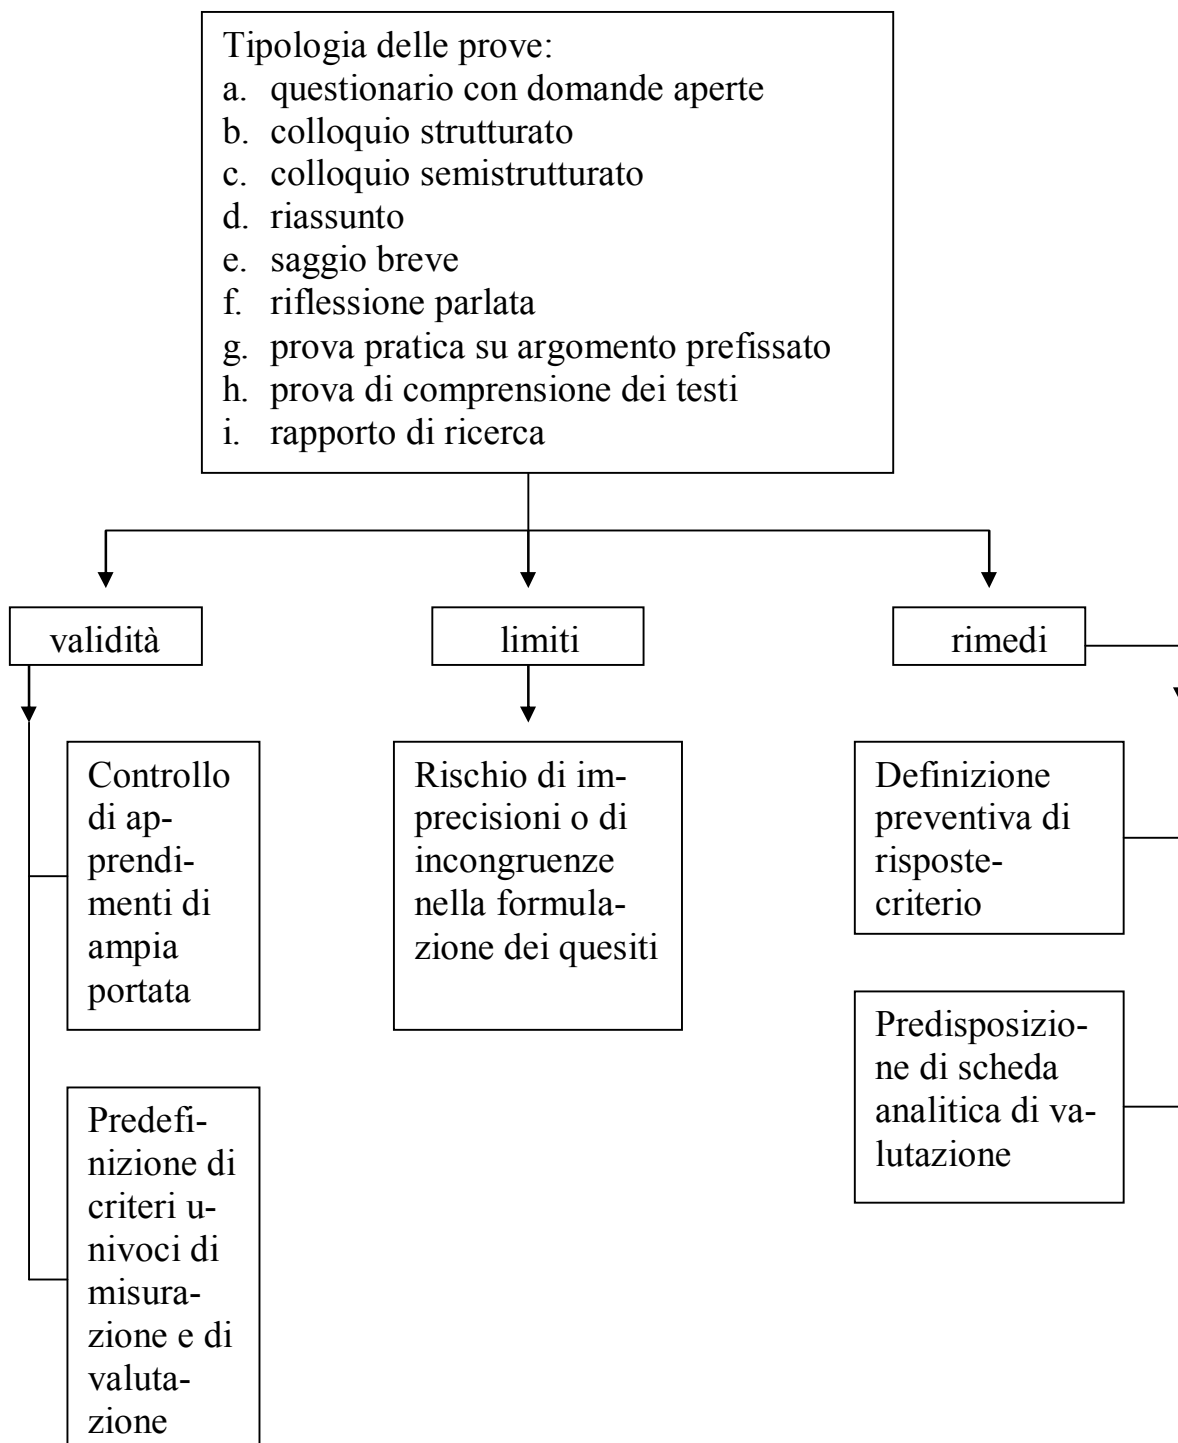 Tipologia delle prove:
a. questionario con domande aperte
b. colloquio strutturato
c. colloquio semistrutturato
d. riassunto
e. saggio breve
f. riflessione parlata
g. prova pratica su argomento prefissato
h. prova di comprensione dei testi
i. rapporto di ricerca
validità
limiti
rimedi
Controllo
di ap-
prendi-
menti di
ampia
portata
Rischio di im-
precisioni o di
incongruenze
nella formula-
zione dei quesiti
Definizione
preventiva di
risposte-
criterio
Predisposizio-
ne di scheda
analitica di va-
lutazione
Predefi-
nizione di
criteri u-
nivoci di
misura-
zione e di
valuta-
zione